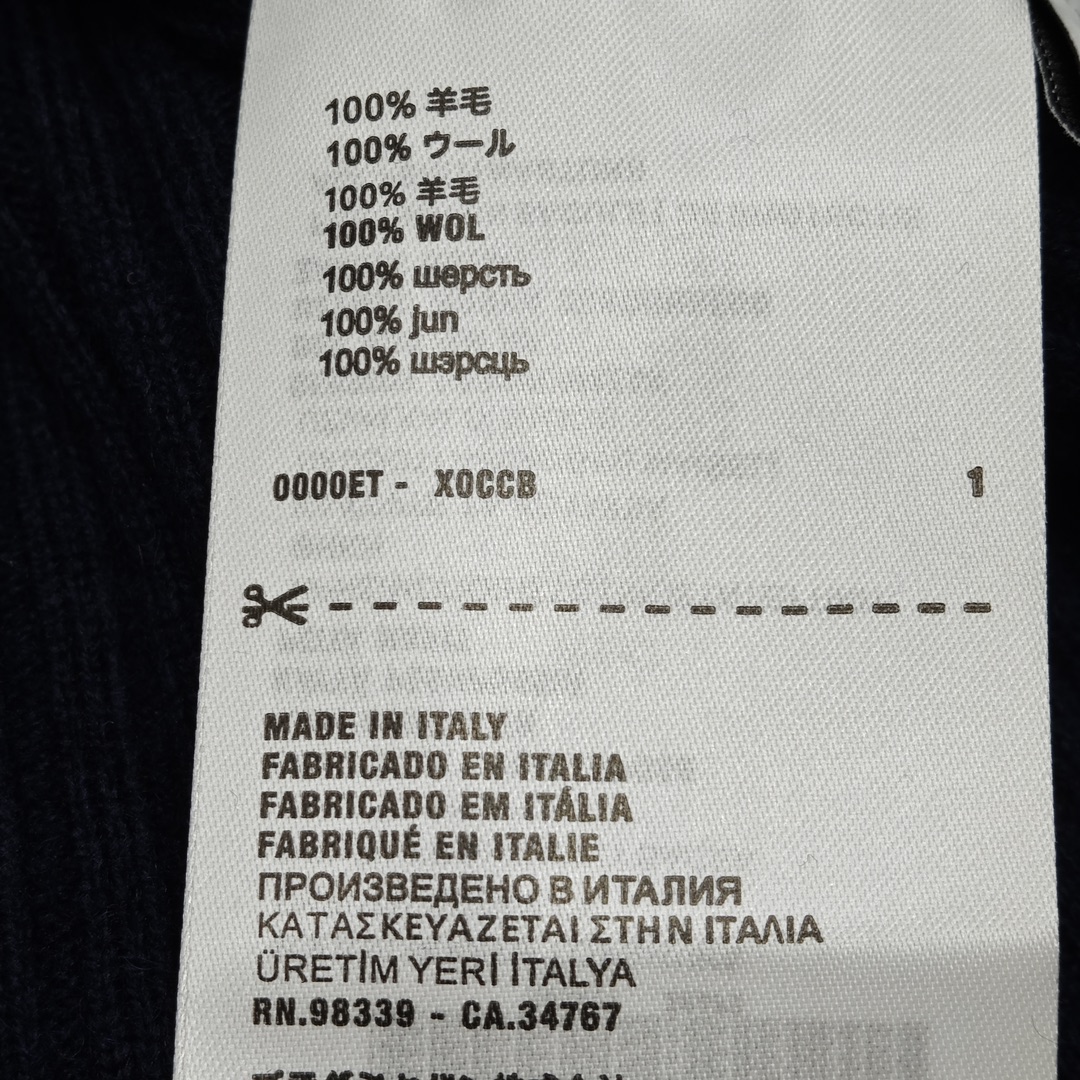 100% 羊毛
100% ウール
100% 羊毛
100% WOL
100% шерсть
100% jun
100% шэрсць
0000ET - X0CCB 1
MADE IN ITALY
FABRICADO EN ITALIA
FABRICADO EM ITÁLIA
FABRIQUÉ EN ITALIE
ПРОИЗВЕДЕНО В ИТАЛИЯ
ΚΑΤΑΣΚΕΥΑΖΕΤΑΙ ΣΤΗΝ ΙΤΑΛΙΑ
ÜRETİM YERİ İTALYA
RN.98339 - CA.34767